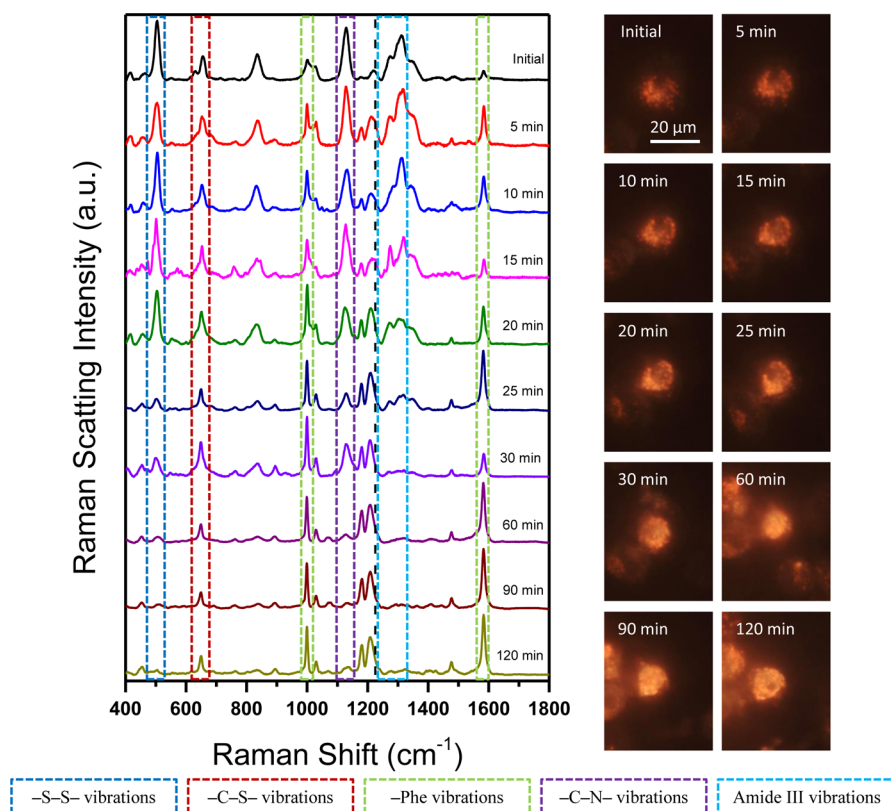 Raman Scatting Intensity (a.u.)
Initial
5 min
10 min
15 min
20 min
25 min
30 min
60 min
90 min
120 min
400 600 800 1000 1200 1400 1600 1800
Raman Shift (cm⁻¹)
Initial
5 min
20 μm
10 min
15 min
20 min
25 min
30 min
60 min
90 min
120 min
–S–S– vibrations
–C–S– vibrations
–Phe vibrations
–C–N– vibrations
Amide III vibrations